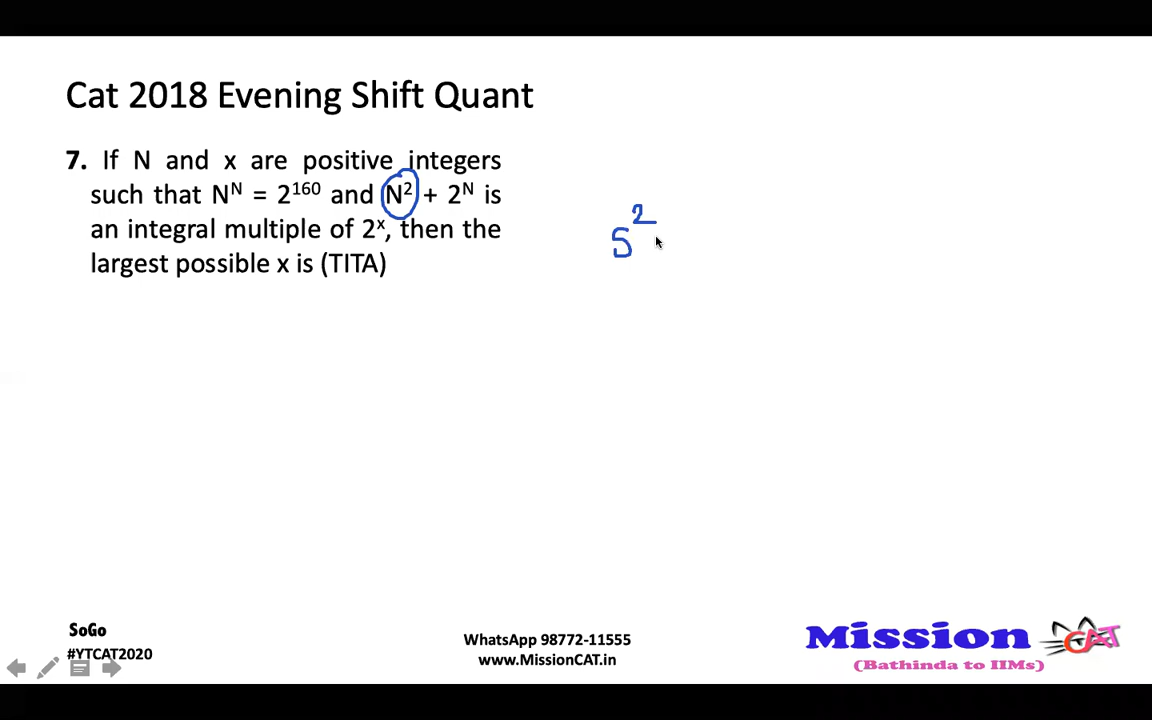 Cat 2018 Evening Shift Quant
7. If N and x are positive integers
such that Nᴺ = 2¹⁶⁰ and N² + 2ᴺ is
an integral multiple of 2ˣ, then the
largest possible x is (TITA)
5²
SoGo
#YTCAT2020
WhatsApp 98772-11555
www.MissionCAT.in
Mission CAT
(Bathinda to IIMs)